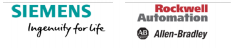 SIEMENS
Ingenuity for life
Rockwell
Automation
AB Allen-Bradley